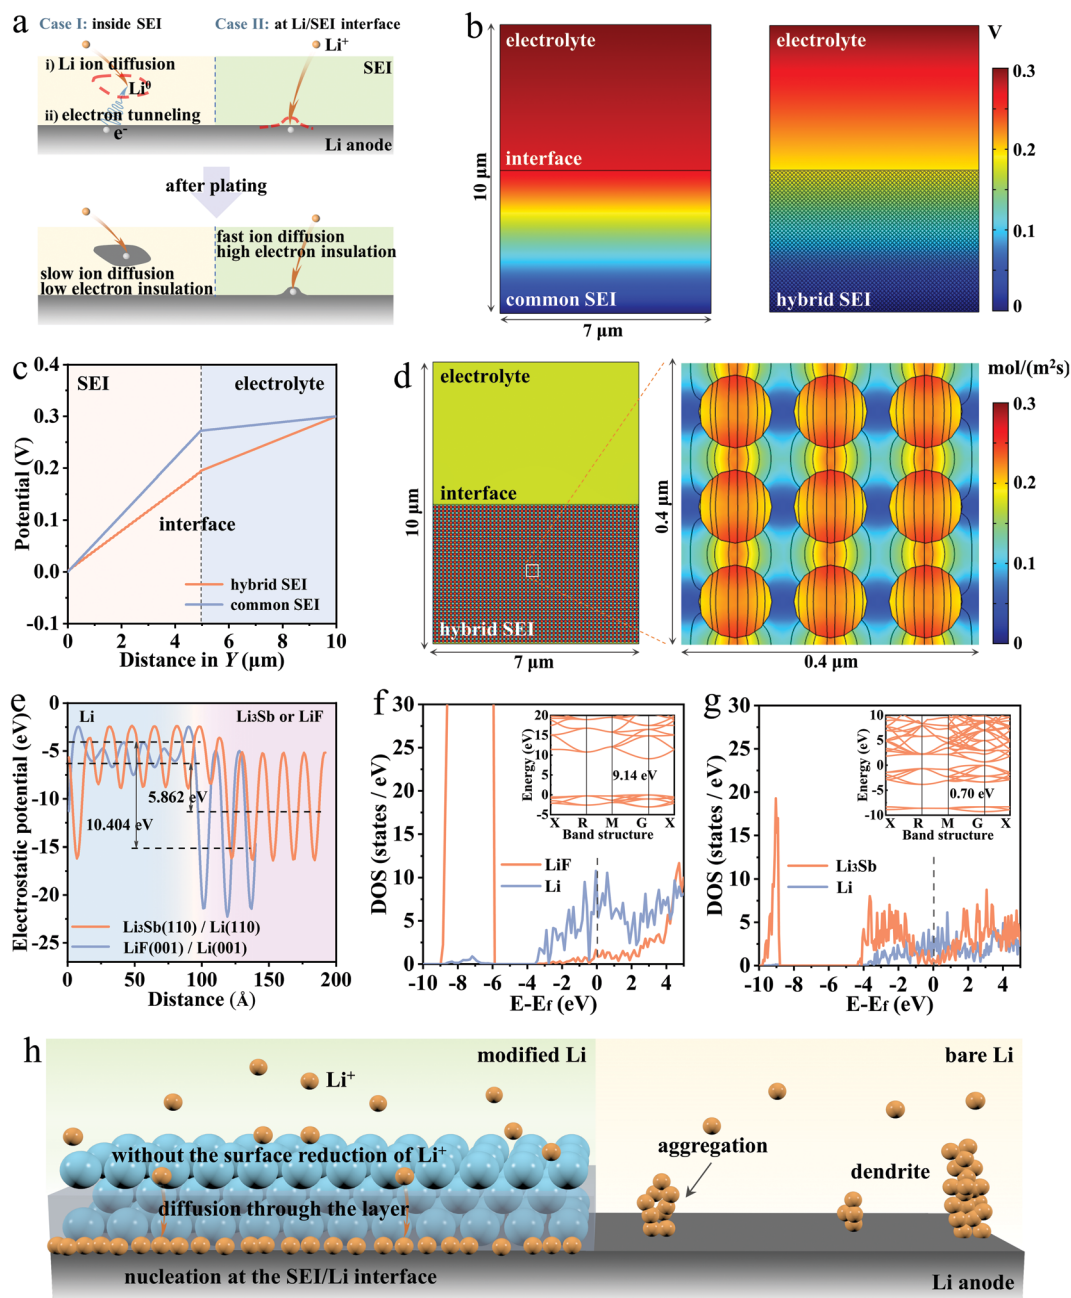 a
Case I: inside SEI
Case II: at Li/SEI interface
Li⁺
i) Li ion diffusion
SEI
Li⁰
ii) electron tunneling
e⁻
Li anode
after plating
fast ion diffusion
high electron insulation
slow ion diffusion
low electron insulation
b
electrolyte
interface
common SEI
10 μm
7 μm
electrolyte
hybrid SEI
V
0.3
0.2
0.1
0
c
SEI
electrolyte
interface
hybrid SEI
common SEI
Potential (V)
0.4
0.3
0.2
0.1
0.0
-0.1
0 2 4 6 8 10
Distance in Y (μm)
d
electrolyte
interface
hybrid SEI
10 μm
7 μm
0.4 μm
0.4 μm
mol/(m²s)
0.3
0.2
0.1
0
e
Li
Li₃Sb or LiF
5.862 eV
10.404 eV
Li₃Sb(110) / Li(110)
LiF(001) / Li(001)
Electrostatic potential (eV)
0
-5
-10
-15
-20
-25
0 50 100 150 200
Distance (Å)
f
DOS (states / eV)
30
25
20
15
10
5
0
-10 -8 -6 -4 -2 0 2 4
E-Ef (eV)
LiF
Li
Energy (eV)
20
15
10
5
0
-5
9.14 eV
X R M G X
Band structure
g
DOS (states / eV)
30
25
20
15
10
5
0
-10 -8 -6 -4 -2 0 2 4
E-Ef (eV)
Li₃Sb
Li
Energy (eV)
10
5
0
-5
-10
0.70 eV
X R M G X
Band structure
h
modified Li
bare Li
Li⁺
without the surface reduction of Li⁺
aggregation
dendrite
diffusion through the layer
nucleation at the SEI/Li interface
Li anode